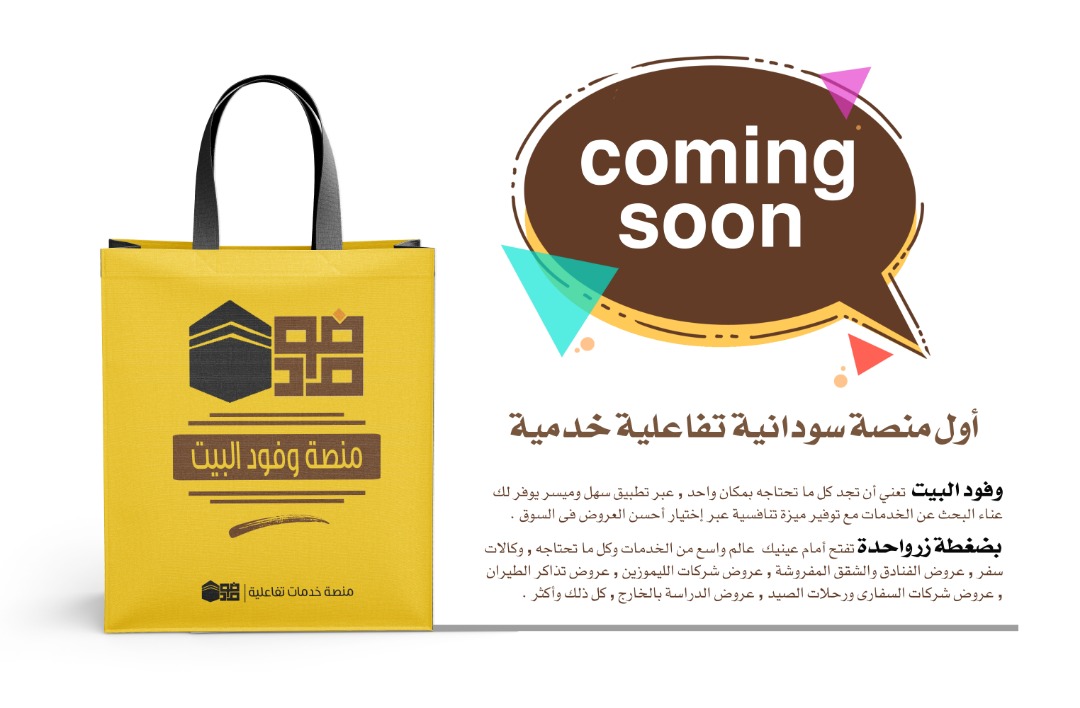 coming
soon
أول منصة سودانية تفاعلية خدمية
وفود البيت تعني أن تجد كل ما تحتاجه بمكان واحد , عبر تطبيق سهل وميسر يوفر لك
عناء البحث عن الخدمات مع توفير ميزة تنافسية عبر إختيار أحسن العروض فى السوق .
بضغطة زر واحدة تفتح أمام عينيك عالم واسع من الخدمات وكل ما تحتاجه , وكالات
سفر , عروض الفنادق والشقق المفروشة , عروض شركات الليموزين , عروض تذاكر الطيران
, عروض شركات السفارى ورحلات الصيد , عروض الدراسة بالخارج , كل ذلك وأكثر .
منصة وفود البيت
منصة خدمات تفاعلية